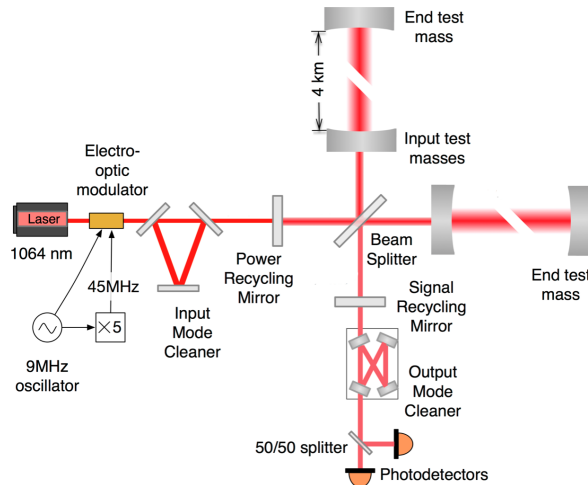 End test
mass
4 km
Input test
masses
Electro-
optic
modulator
Laser
1064 nm
45MHz
×5
9MHz
oscillator
Input
Mode
Cleaner
Power
Recycling
Mirror
Beam
Splitter
End test
mass
Signal
Recycling
Mirror
Output
Mode
Cleaner
50/50 splitter
Photodetectors